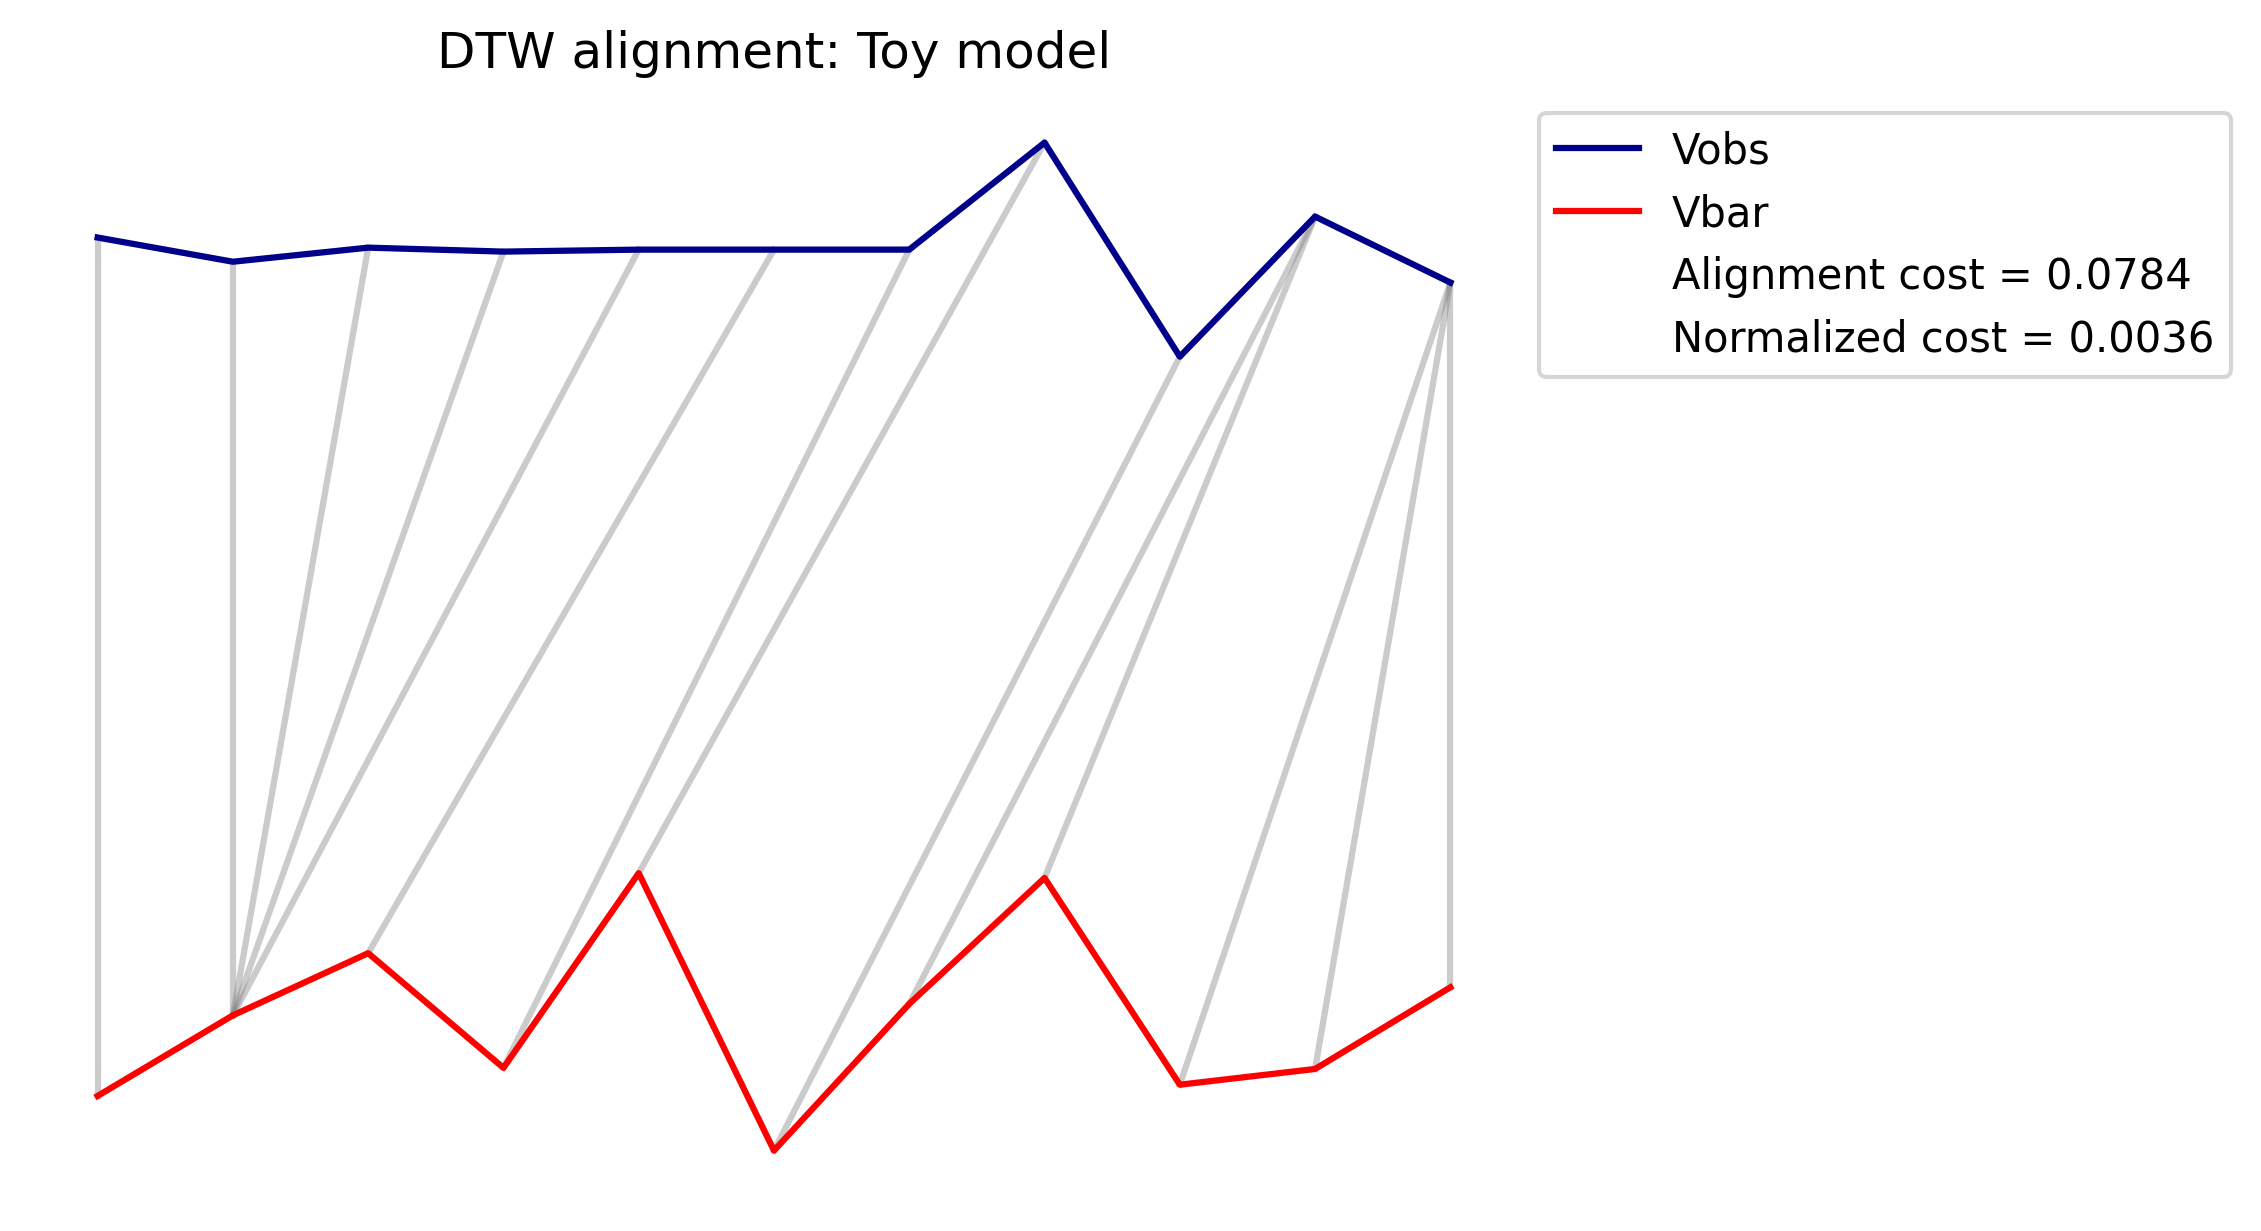 DTW alignment: Toy model
Vobs
Vbar
Alignment cost = 0.0784
Normalized cost = 0.0036